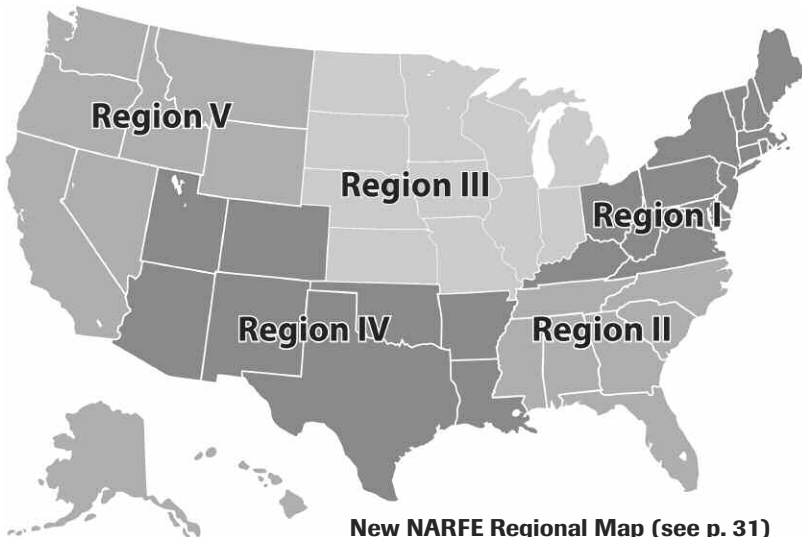 Region V
Region III
Region I
Region IV
Region II
New NARFE Regional Map (see p. 31)